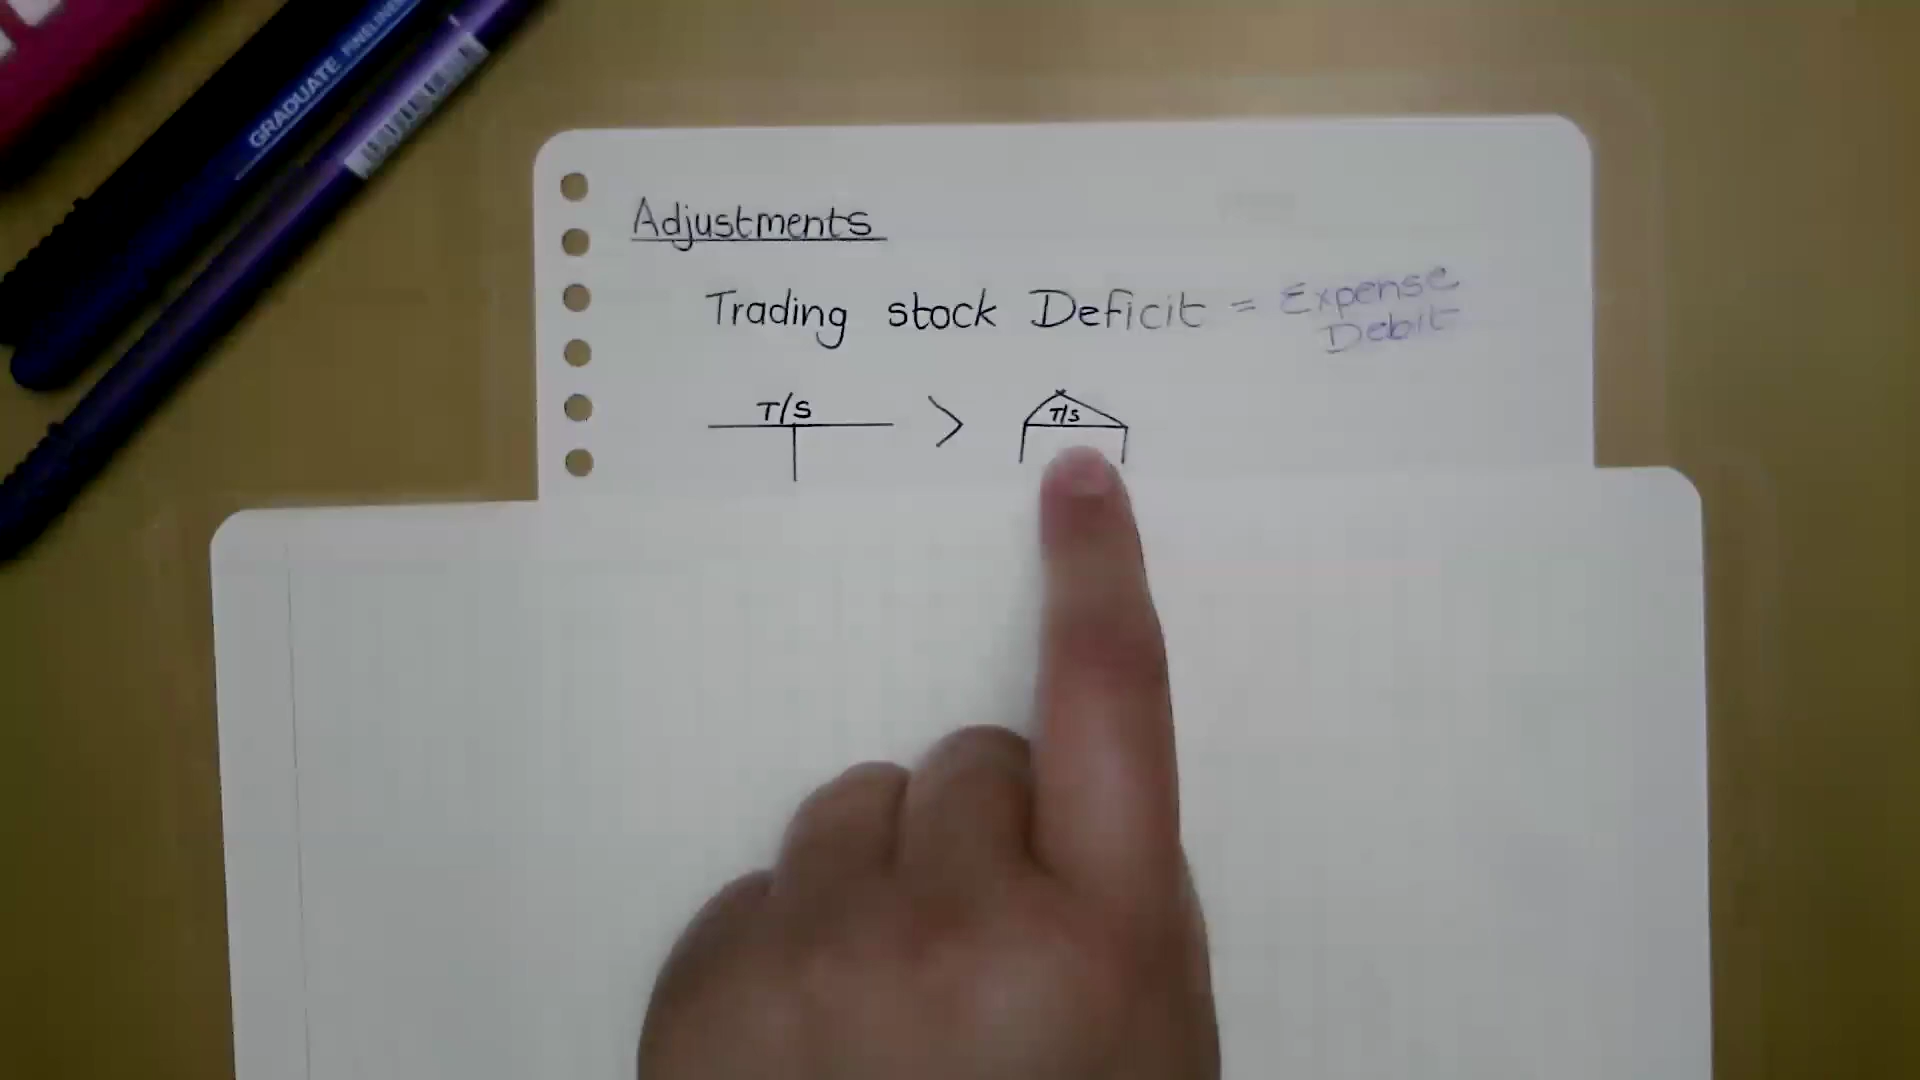 GRADUATE FINELINER
Adjustments
Trading stock Deficit = Expense
Debit
T/S > T/S